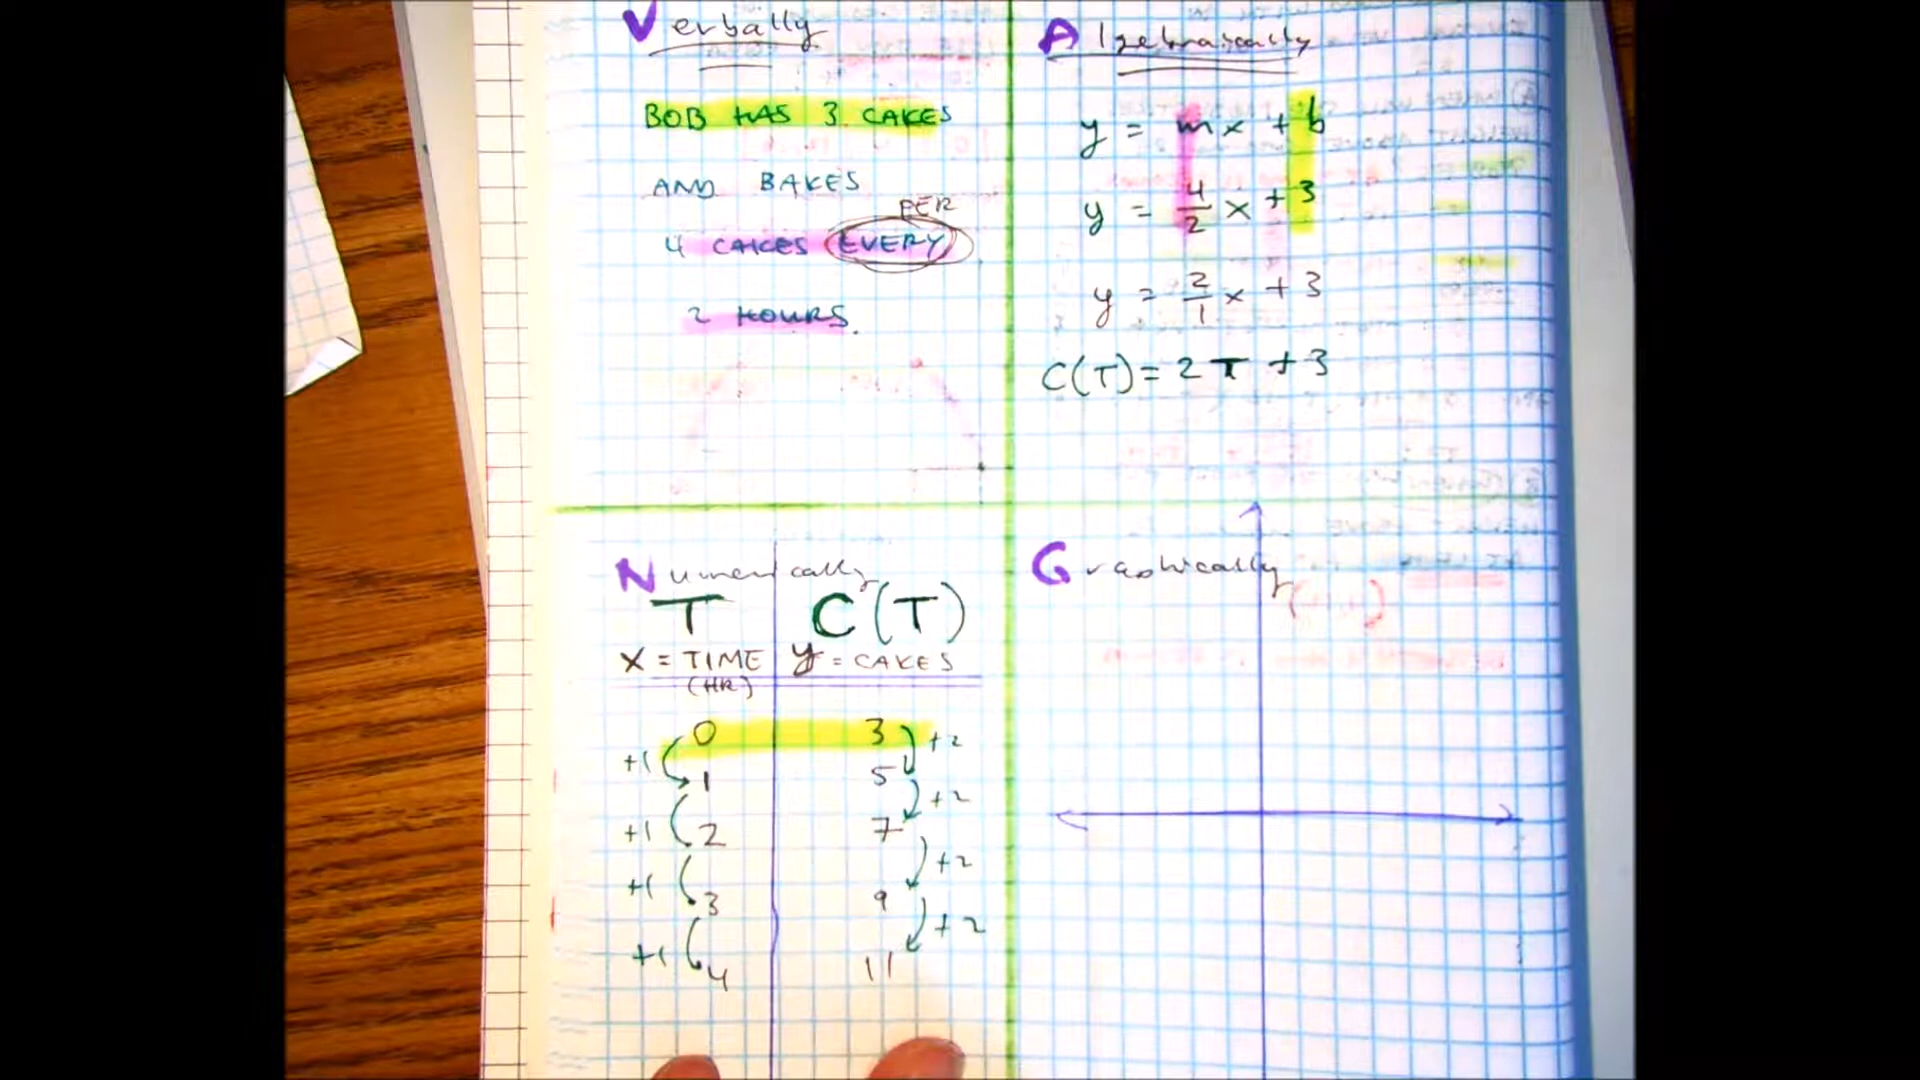 Verbally
BOB HAS 3 CAKES
AND BAKES
PER
4 CAKES EVERY
2 HOURS.
Algebraically
y = mx + b
y = 4/2 x + 3
y = 2/1 x + 3
C(T) = 2T + 3
Numerically
T C(T)
x = TIME y = CAKES
(HR)
0 3
+1 +2
1 5
+1 +2
2 7
+1 +2
3 9
+1 +2
4 11
Graphically